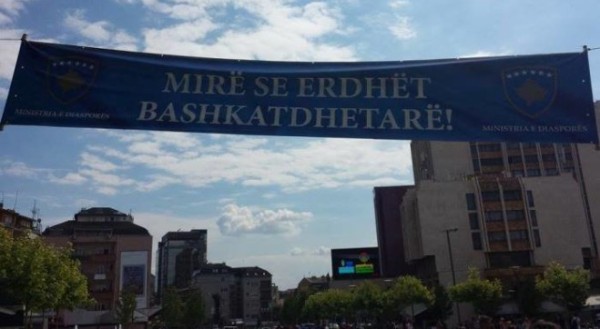 MIRË SE ERDHËT
BASHKATDHETARË!
MINISTRIA E DIASPORËS
MINISTRIA E DIASPORËS